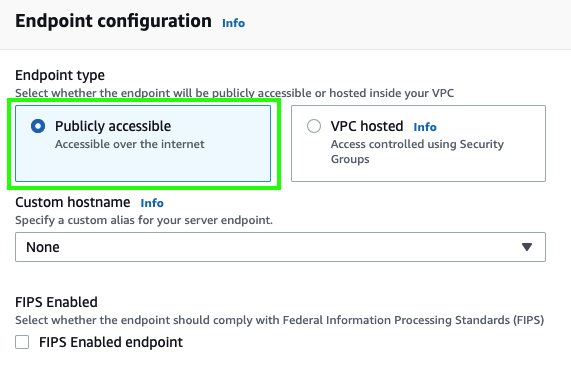 Endpoint configuration Info
Endpoint type
Select whether the endpoint will be publicly accessible or hosted inside your VPC
Publicly accessible
Accessible over the internet
VPC hosted Info
Access controlled using Security
Groups
Custom hostname Info
Specify a custom alias for your server endpoint.
None
FIPS Enabled
Select whether the endpoint should comply with Federal Information Processing Standards (FIPS)
FIPS Enabled endpoint